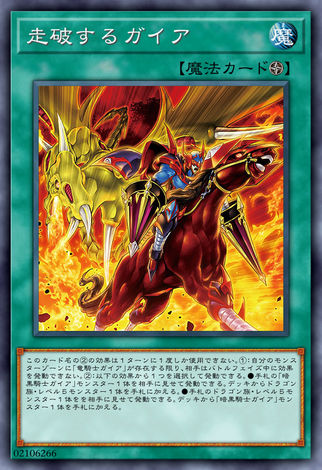 走破するガイア
魔
【魔法カード】
このカード名の②の効果は１ターンに１度しか使用できない。①：自分のモンス
ターゾーンに「竜騎士ガイア」が存在する限り、相手はバトルフェイズ中に効果
を発動できない。②：以下の効果から１つを選択して発動できる。●手札の「暗
黒騎士ガイア」モンスター１体を相手に見せて発動できる。デッキからドラゴン
族・レベル５モンスター１体を手札に加える。●手札のドラゴン族・レベル５モ
ンスター１体を相手に見せて発動できる。デッキから「暗黒騎士ガイア」モン
スター１体を手札に加える。
02106266